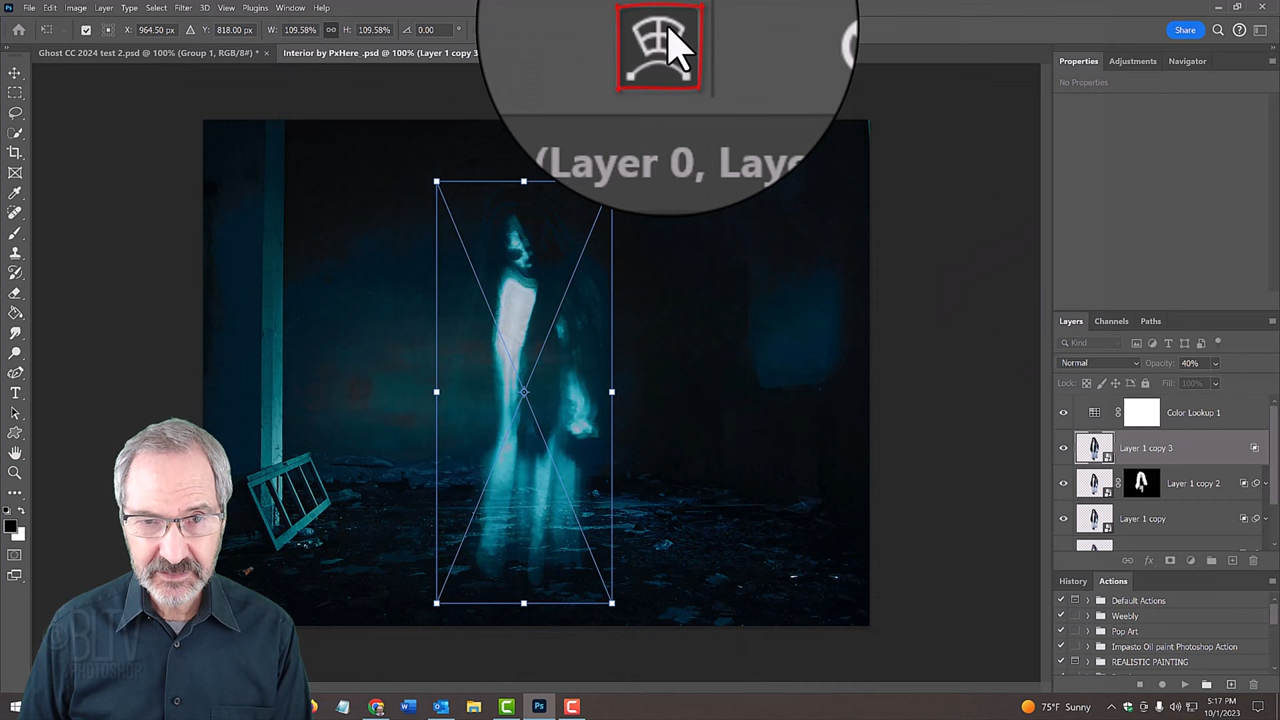 Ps File Edit Image Layer Type Select Filter 3D View Plugins Window Help
X: 964.50 px Y: 818.00 px W: 109.58% H: 109.58% 0.00
Share
Ghost CC 2024 test 2.psd @ 100% (Group 1, RGB/8#) * × Interior by PxHere .psd @ 100% (Layer 1 copy 3
(Layer 0, Laye
Properties Adjustments Navigator
No Properties
Layers Channels Paths
Kind
Normal Opacity: 40%
Lock: Fill: 100%
Color Lookup 1
Layer 1 copy 3
Layer 1 copy 2
Layer 1 copy
History Actions
Default Actions
Weebly
Pop Art
Impasto Oil paint Photoshop Action
REALISTIC PAINTING
BLTV
PHOTOSHOP
75°F Sunny
5:17 PM
10/1/2023